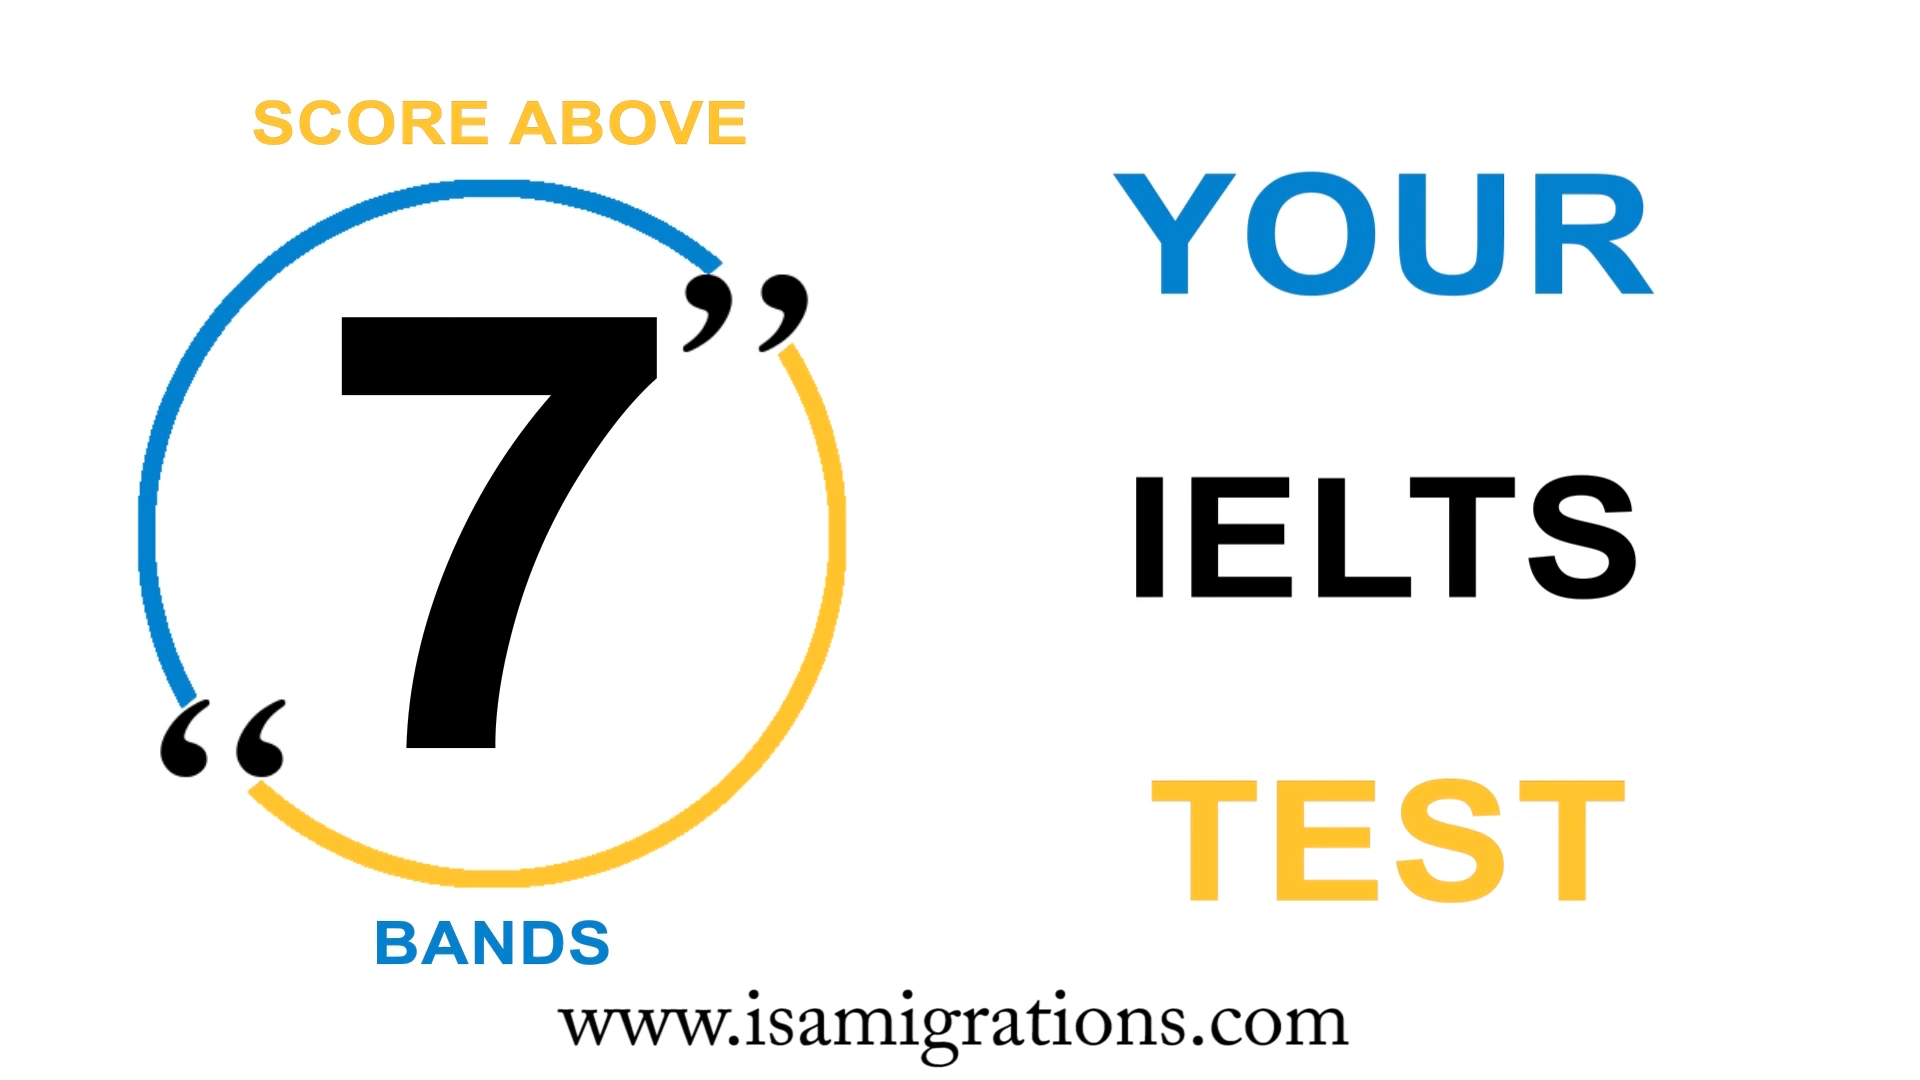 SCORE ABOVE
” 
7
“
BANDS
YOUR
IELTS
TEST
www.isamigrations.com